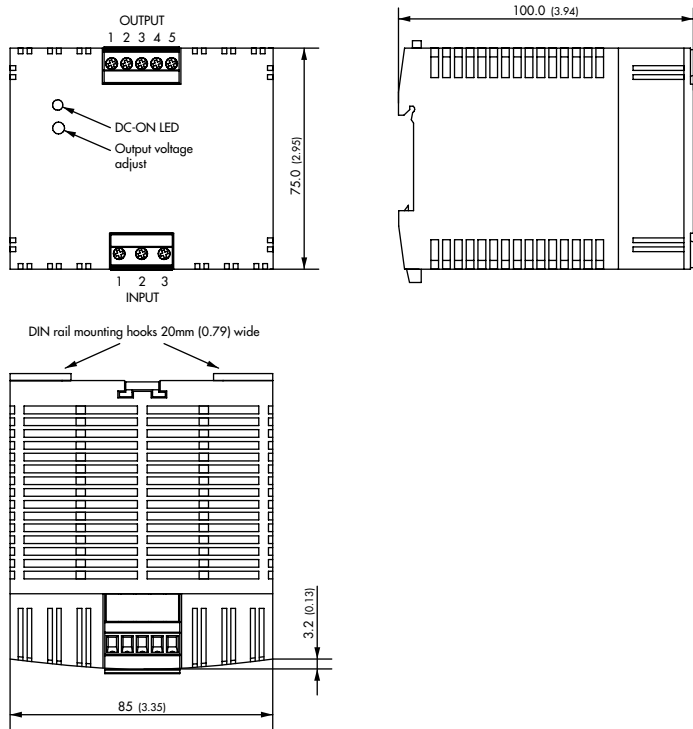 OUTPUT
1 2 3 4 5
DC-ON LED
Output voltage
adjust
75.0 (2.95)
1 2 3
INPUT
100.0 (3.94)
DIN rail mounting hooks 20mm (0.79) wide
3.2 (0.13)
85 (3.35)